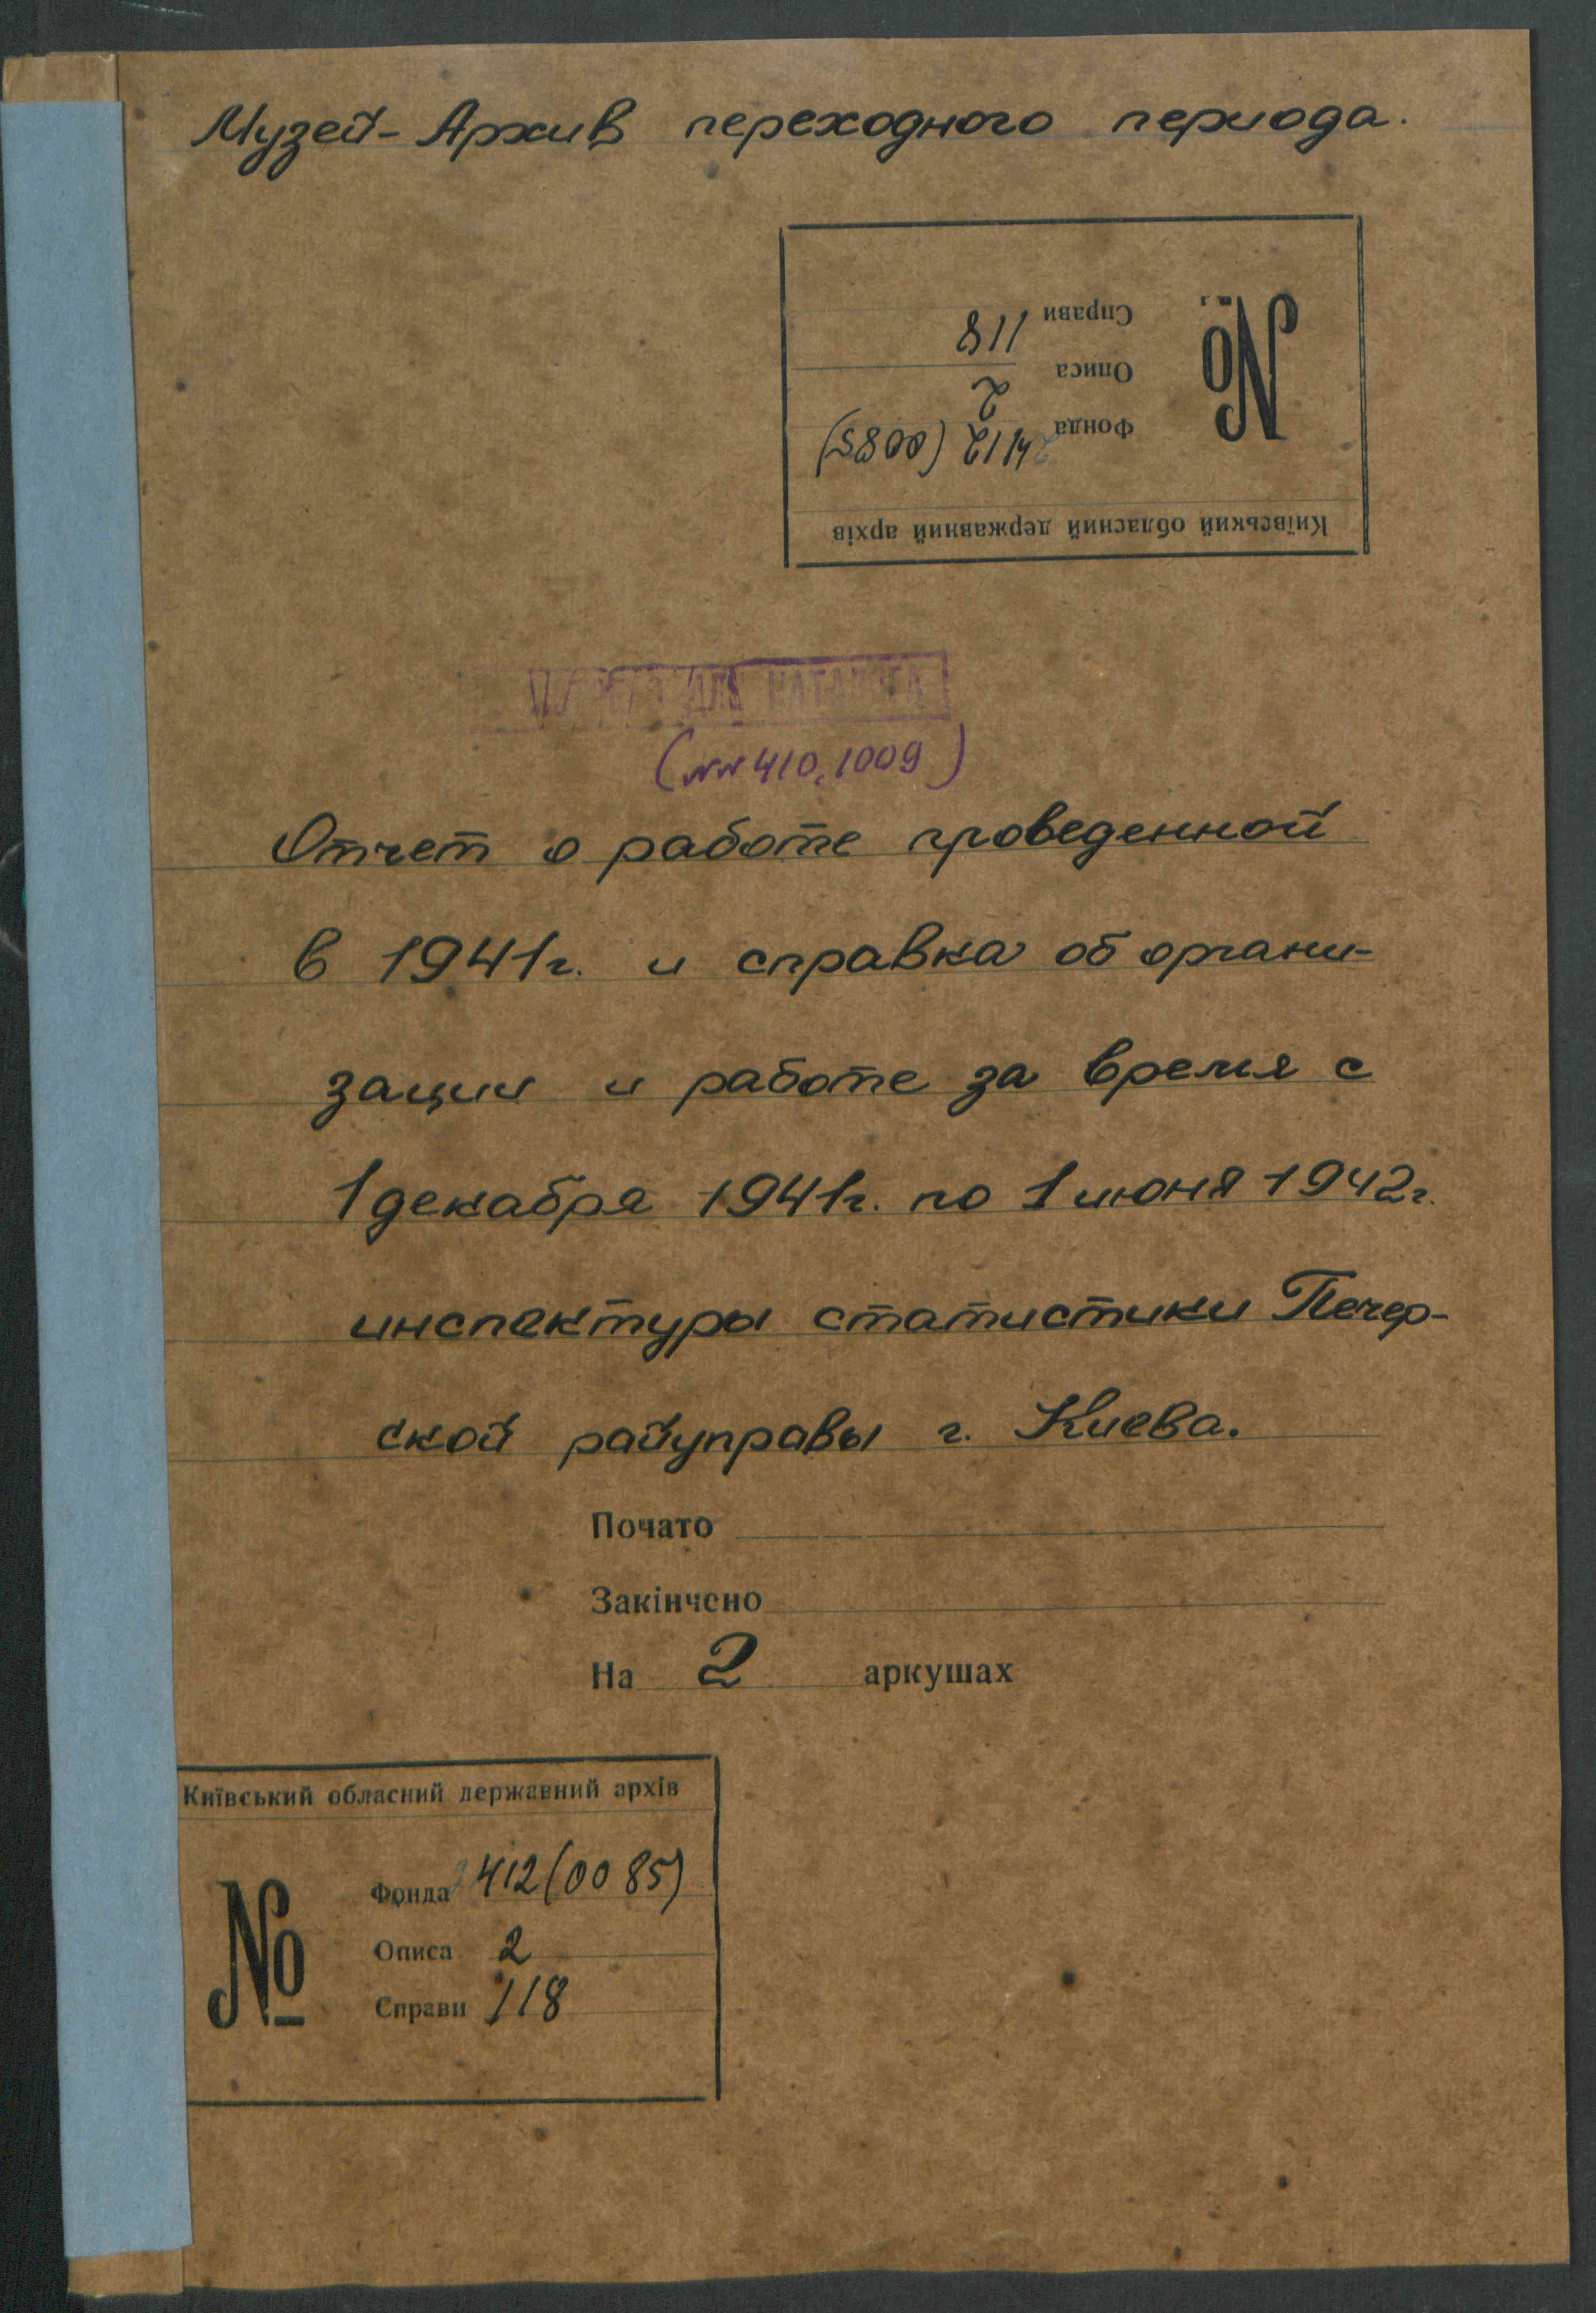 Музей-Архив переходного периода.
Київський обласний державний архів
№
Фонда 2412 (0085)
Описа 2
Справи 118
ДЛЯ КАТАЛОГА
(№№ 410, 1009)
Отчет о работе проведенной
в 1941г. и справка об органи-
зации и работе за время с
1 декабря 1941г. по 1 июня 1942г.
инспектуры статистики Печер-
ской райуправы г. Киева.
Почато
Закінчено
На 2 аркушах
Київський обласний державний архів
№
Фонда 2412 (0085)
Описа 2
Справи 118